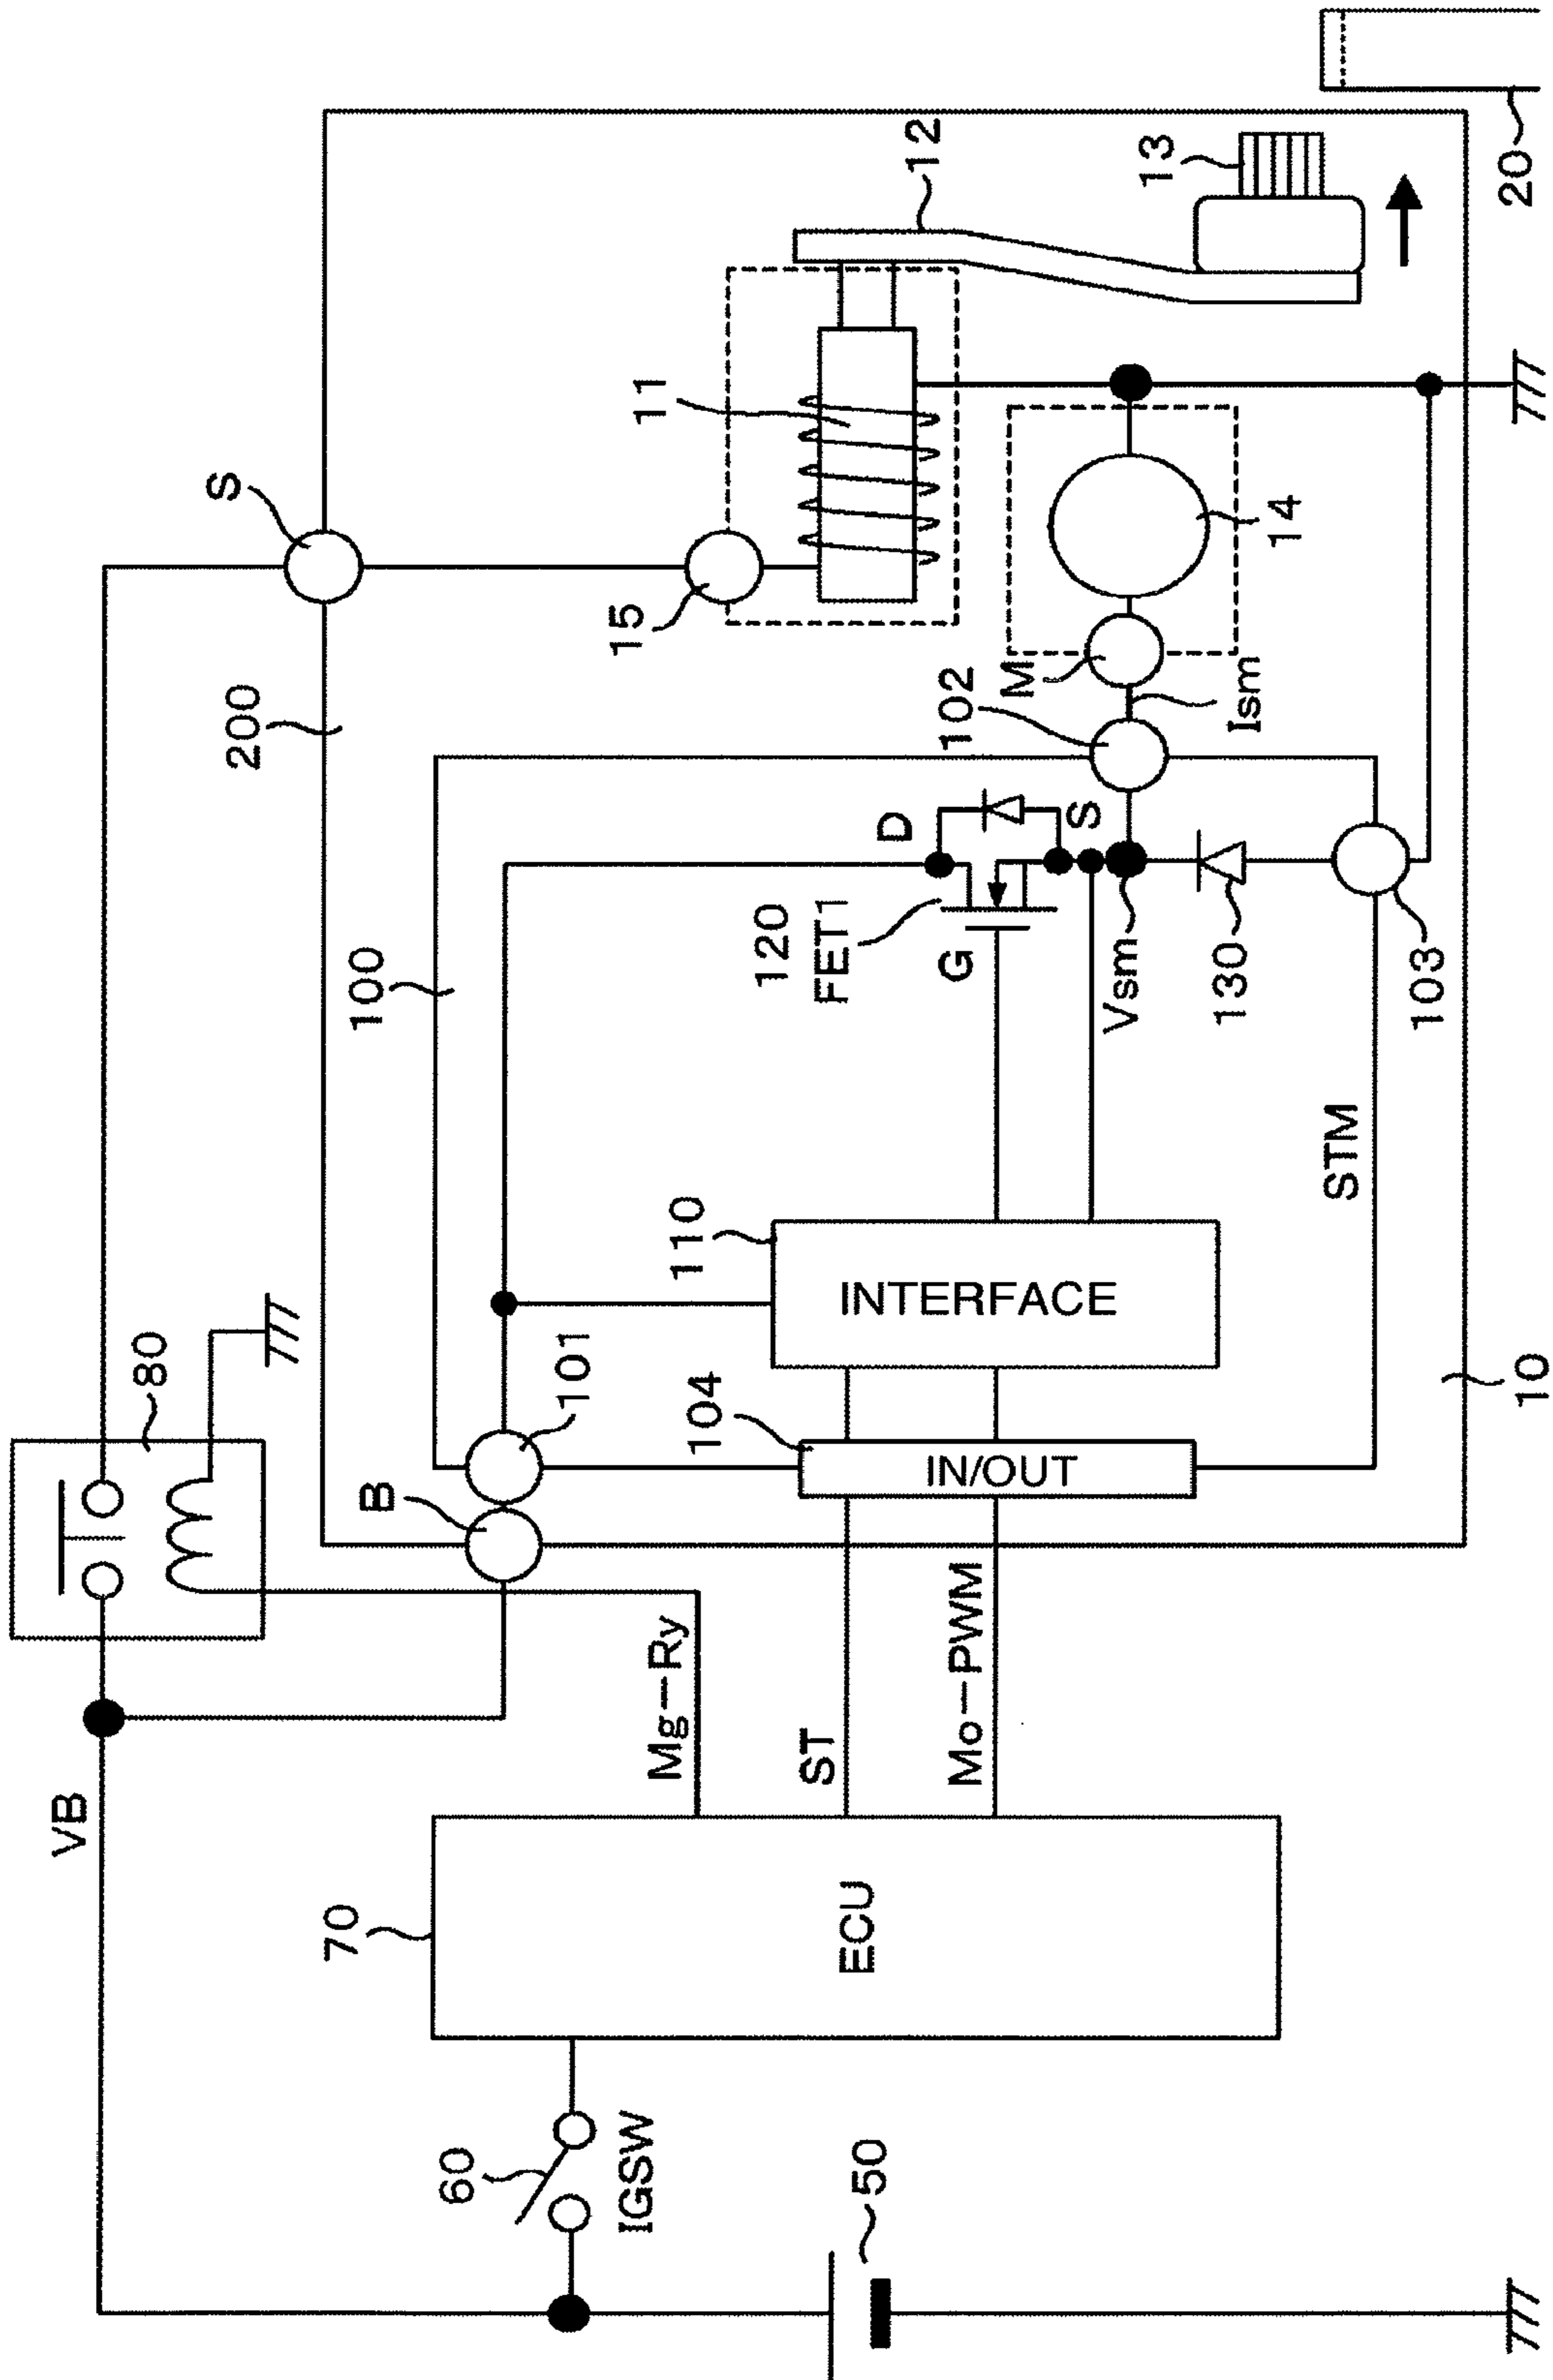 VB
80
S
200
15
11
12
13
20
B
101
100
D
S
120
FET1
G
102
M
Ism
14
Vsm
130
103
STM
110
INTERFACE
104
IN/OUT
10
Mg—Ry
ST
Mo—PWM
70
ECU
60
IGSW
50